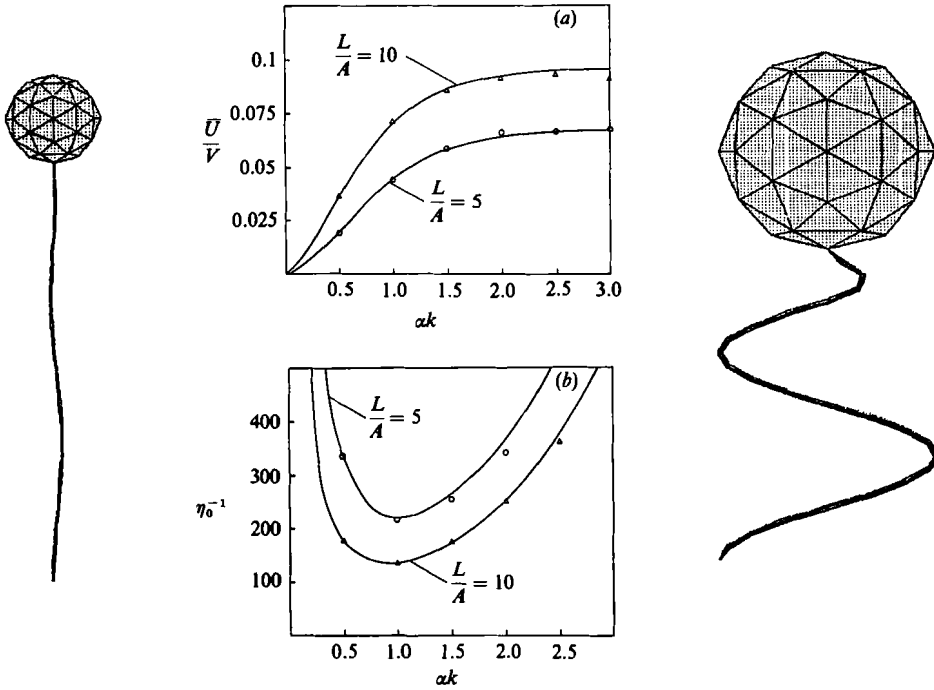 (a)
0.1
0.075
0.05
0.025
U̅/V̅
L/A = 10
L/A = 5
0.5 1.0 1.5 2.0 2.5 3.0
αk
(b)
400
300
200
100
η₀⁻¹
L/A = 5
L/A = 10
0.5 1.0 1.5 2.0 2.5
αk